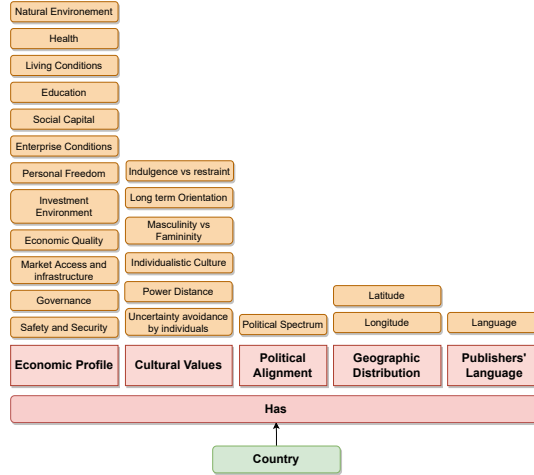 Natural Environement
Health
Living Conditions
Education
Social Capital
Enterprise Conditions
Personal Freedom
Investment
Environment
Economic Quality
Market Access and
infrastructure
Governance
Safety and Security
Economic Profile
Indulgence vs restraint
Long term Orientation
Masculinity vs
Famininity
Individualistic Culture
Power Distance
Uncertainty avoidance
by individuals
Cultural Values
Political Spectrum
Political
Alignment
Latitude
Longitude
Geographic
Distribution
Language
Publishers'
Language
Has
Country